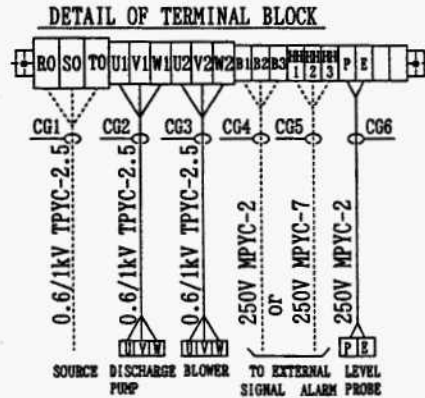 DETAIL OF TERMINAL BLOCK
R0 S0 T0 U1 V1 W1 U2 V2 W2 B1 B2 B3 HH1 HH2 HH3 P E
CG1 CG2 CG3 CG4 CG5 CG6
0.6/1kV TPYC-2.5
0.6/1kV TPYC-2.5
0.6/1kV TPYC-2.5
250V MPYC-2
or
250V MPYC-7
250V MPYC-2
U V W U V W P E
SOURCE DISCHARGE BLOWER TO EXTERNAL LEVEL
PUMP SIGNAL ALARM PROBE